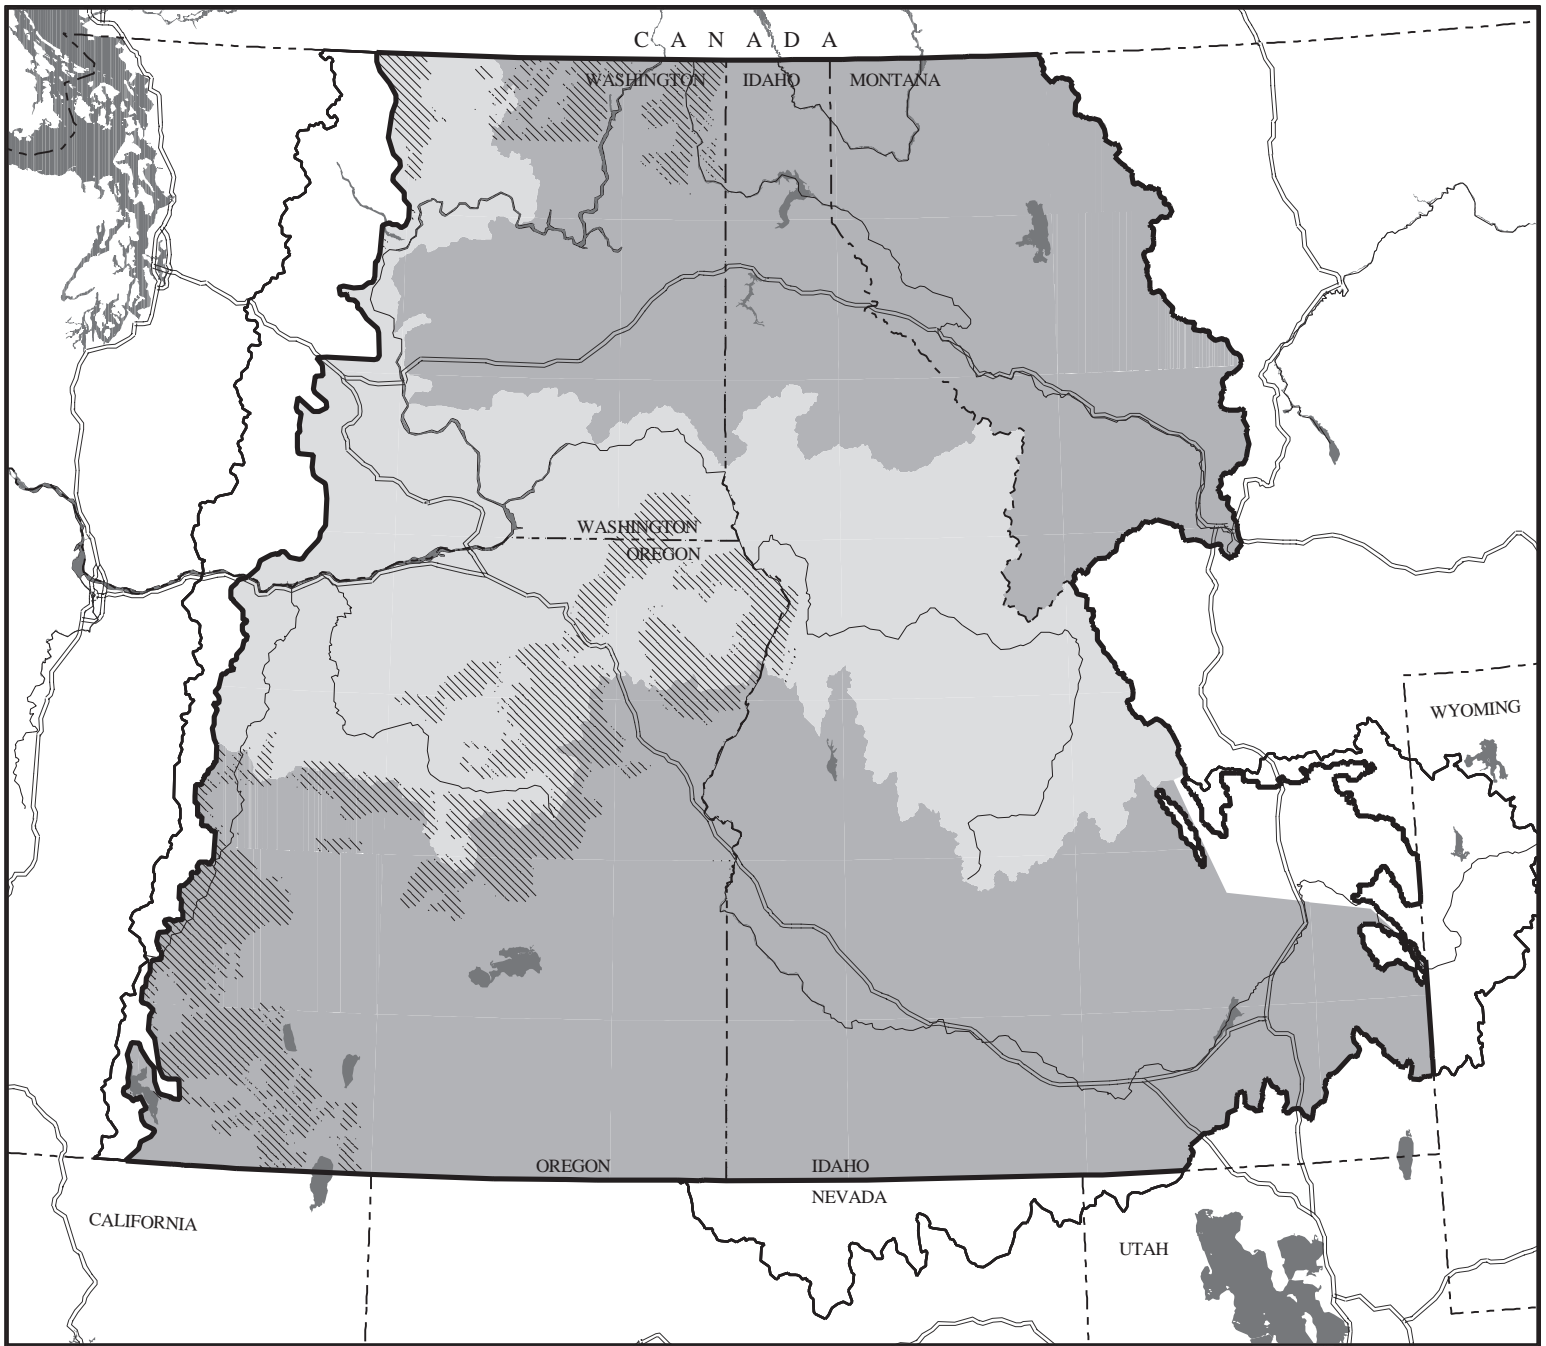 C A N A D A
WASHINGTON IDAHO MONTANA
WASHINGTON
OREGON
WYOMING
OREGON IDAHO
NEVADA
CALIFORNIA
UTAH